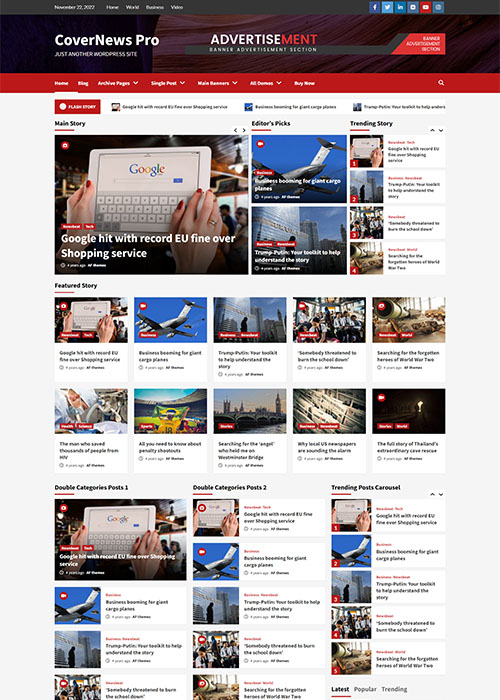 November 22, 2022
Home
World
Business
Video
CoverNews Pro
JUST ANOTHER WORDPRESS SITE
ADVERTISEMENT
BANNER ADVERTISEMENT SECTION
BANNER
ADVERTISEMENT
SECTION
Home
Blog
Archive Pages
Single Post
Main Banners
All Demos
Buy Now
FLASH STORY
Google hit with record EU fine over Shopping service
Business booming for giant cargo planes
Trump-Putin: Your toolkit to help unders
Main Story
Google
Newsbeat
Tech
Google hit with record EU fine over
Shopping service
4 years ago AF themes
Editor's Picks
Business
Business booming for giant cargo
planes
4 years ago AF themes
Business
Newsbeat
Trump-Putin: Your toolkit to help
understand the story
4 years ago AF themes
Trending Story
1
Newsbeat Tech
Google hit with record
EU fine over Shopping
service
2
Business Newsbeat
Trump-Putin: Your
toolkit to help
understand the story
3
Newsbeat
'Somebody threatened to
burn the school down'
4
Newsbeat World
Searching for the
forgotten heroes of World
War Two
Featured Story
Newsbeat
Tech
Google hit with record EU
fine over Shopping service
4 years ago AF themes
Business
Business booming for giant
cargo planes
4 years ago AF themes
Business
Newsbeat
Trump-Putin: Your toolkit
to help understand the
story
4 years ago AF themes
Newsbeat
'Somebody threatened to
burn the school down'
4 years ago AF themes
Newsbeat
World
Searching for the forgotten
heroes of World War Two
4 years ago AF themes
Health
Science
The man who saved
thousands of people from
HIV
4 years ago AF themes
Sports
All you need to know about
penalty shootouts
4 years ago AF themes
Stories
Searching for the 'angel'
who held me on
Westminster Bridge
4 years ago AF themes
Business
Why local US newspapers
are sounding the alarm
4 years ago AF themes
Stories
World
The full story of Thailand's
extraordinary cave rescue
4 years ago AF themes
Double Categories Posts 1
Google
Newsbeat
Tech
Google hit with record EU fine over Shopping
service
4 years ago AF themes
Business
Business booming for giant
cargo planes
4 years ago AF themes
Business Newsbeat
Trump-Putin: Your toolkit to
help understand the story
4 years ago AF themes
Newsbeat
'Somebody threatened to burn
the school down'
Double Categories Posts 2
Newsbeat Tech
Google hit with record EU fine
over Shopping service
4 years ago AF themes
Business
Business booming for giant
cargo planes
4 years ago AF themes
Business Newsbeat
Trump-Putin: Your toolkit to help
understand the story
4 years ago AF themes
Newsbeat
'Somebody threatened to burn
the school down'
4 years ago AF themes
Newsbeat World
Searching for the forgotten
heroes of World War Two
Trending Posts Carousel
1
Newsbeat Tech
Google hit with record EU
fine over Shopping service
2
Business
Business booming for giant
cargo planes
3
Business Newsbeat
Trump-Putin: Your toolkit to
help understand the story
4
Newsbeat
'Somebody threatened to
burn the school down'
5
Newsbeat World
Searching for the forgotten
heroes of World War Two
Latest
Popular
Trending